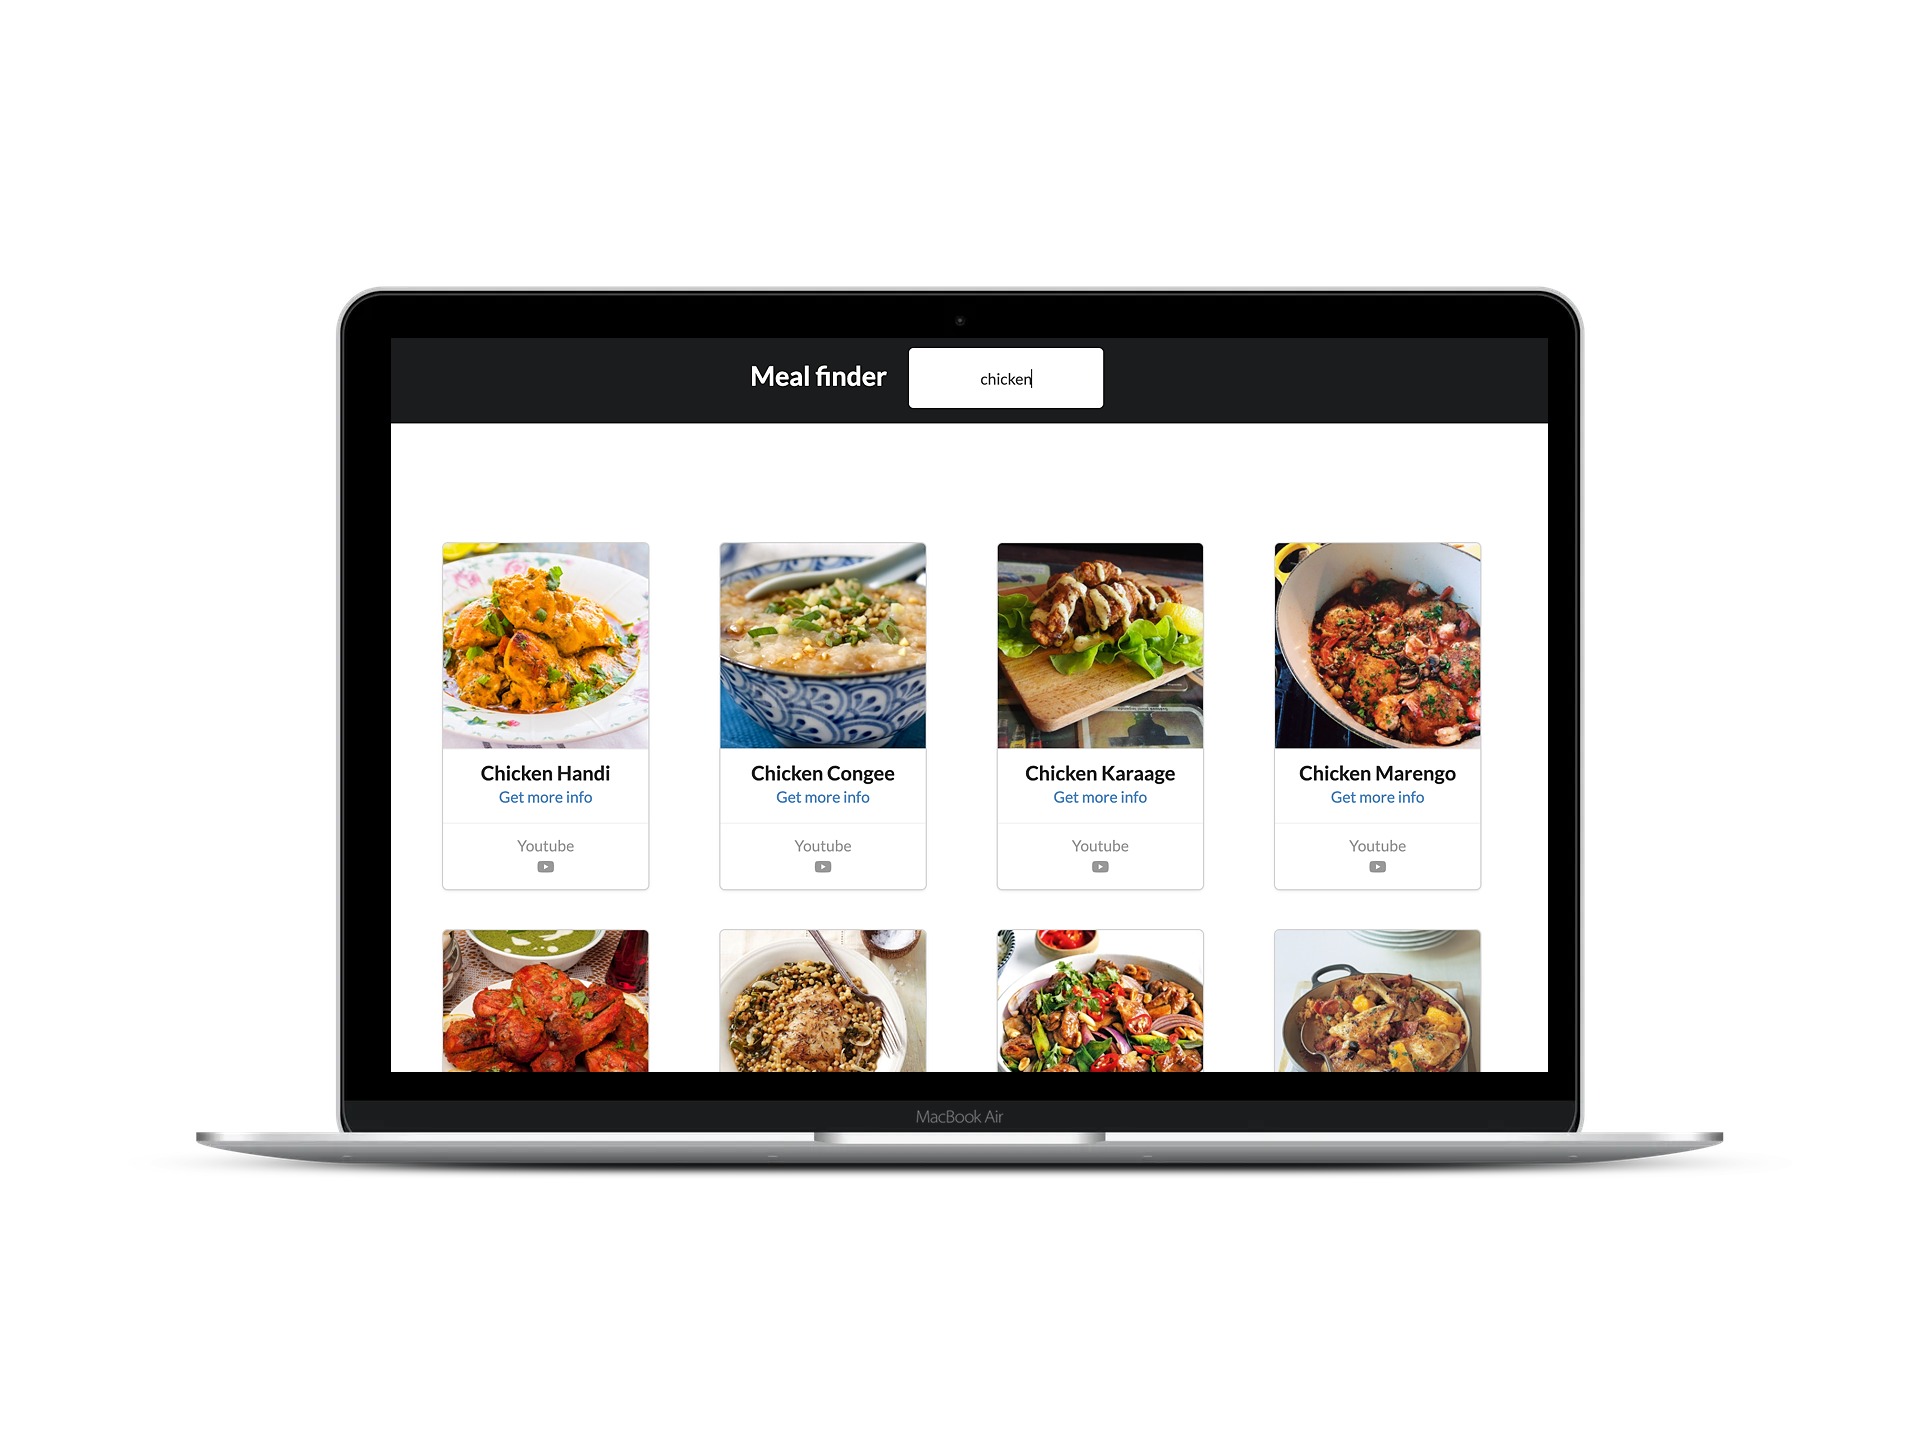 Meal finder
chicken
Chicken Handi
Get more info
Youtube
Chicken Congee
Get more info
Youtube
Chicken Karaage
Get more info
Youtube
Chicken Marengo
Get more info
Youtube
MacBook Air